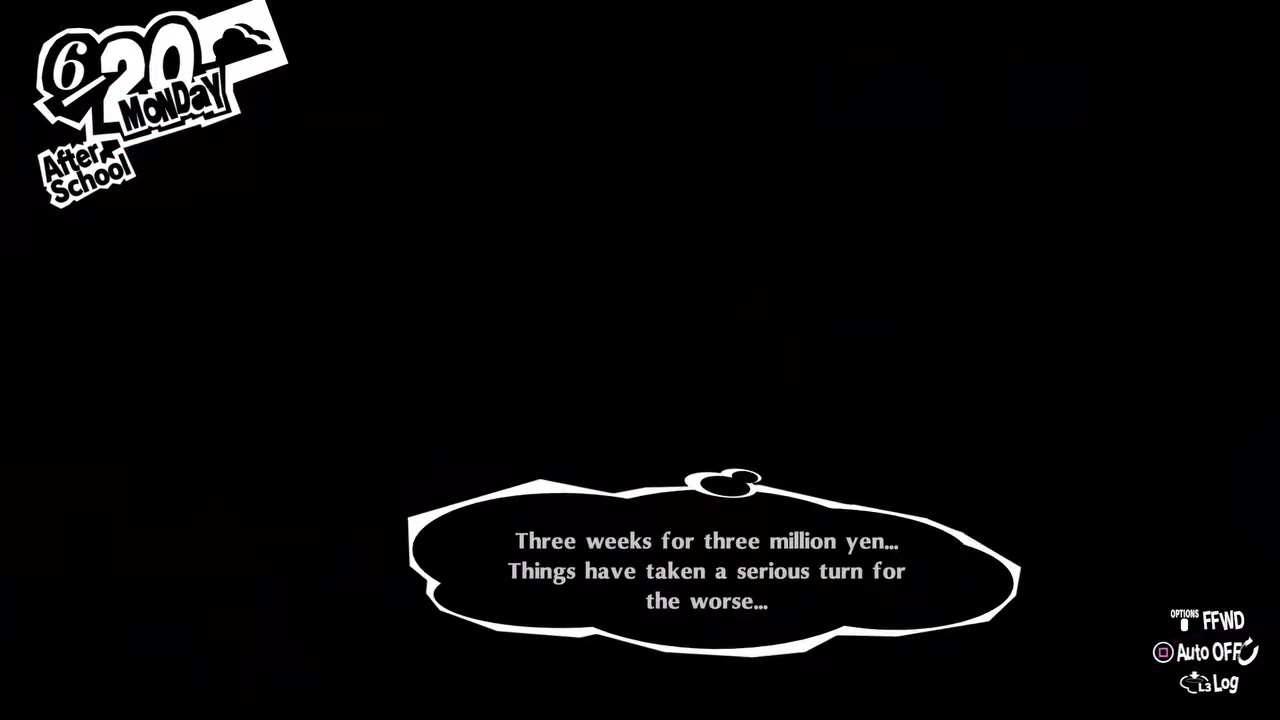 6/20
MONDAY
After
School
Three weeks for three million yen...
Things have taken a serious turn for
the worse...
OPTIONS FFWD
Auto OFF
L3 Log